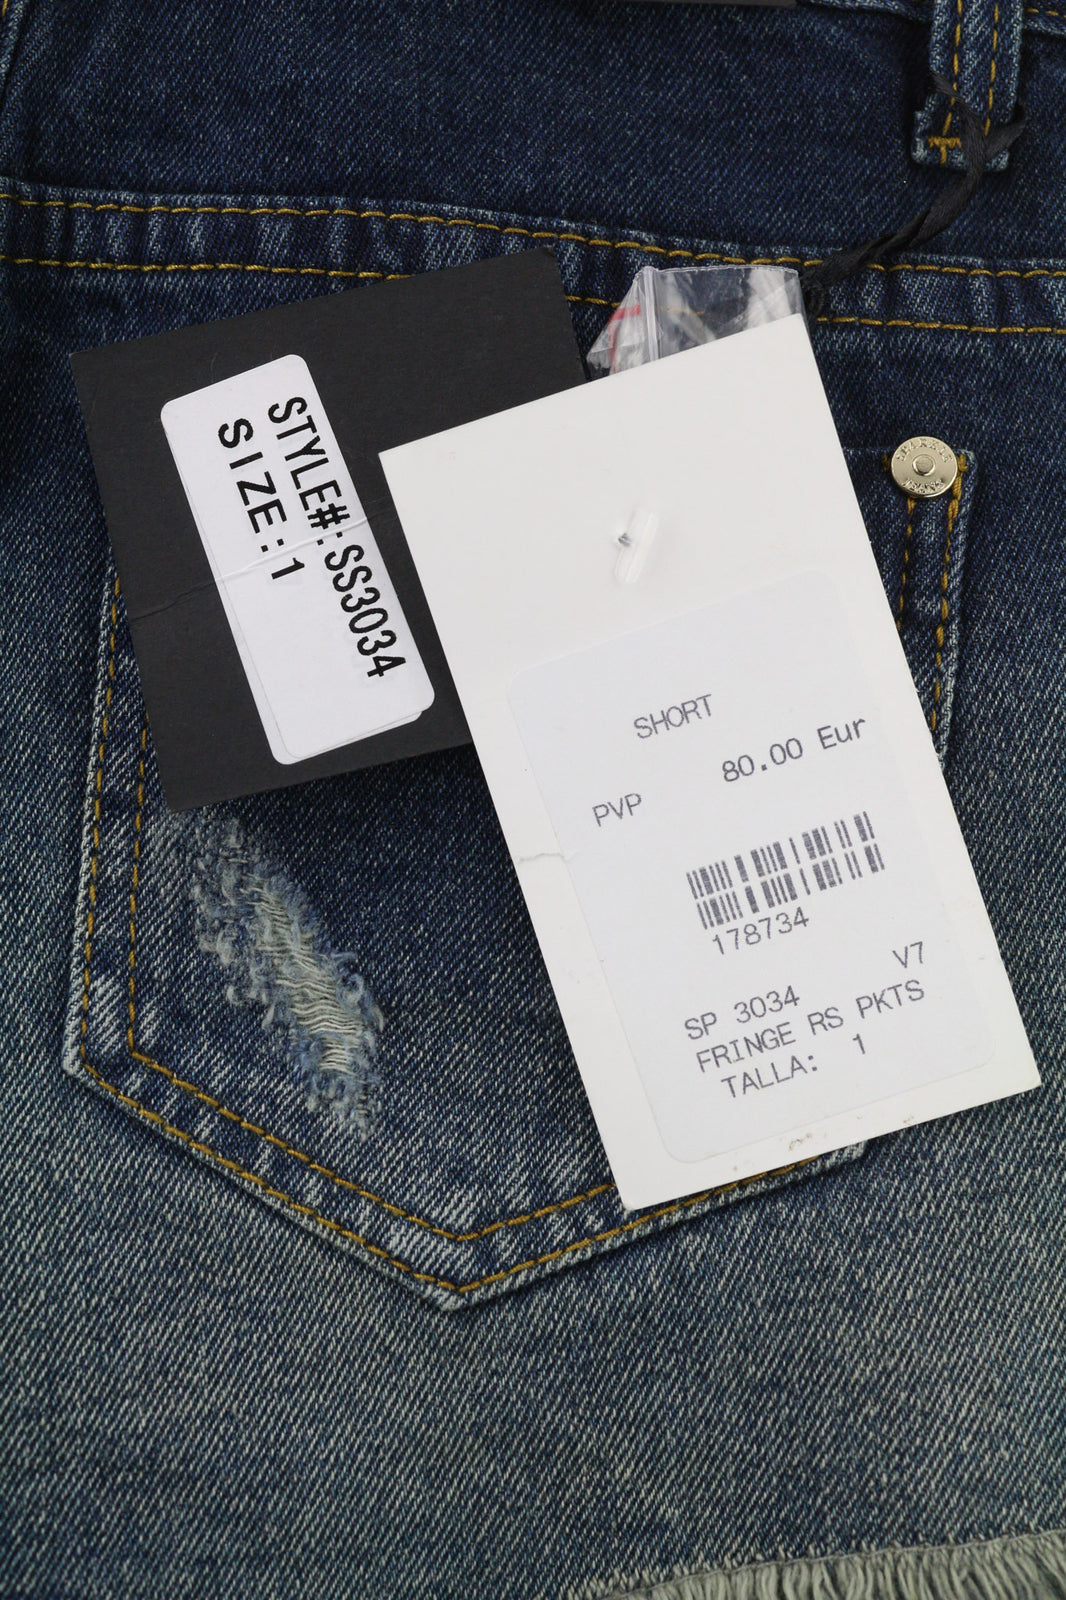 STYLE#:SS3034
SIZE:1
SHORT
80.00 Eur
PVP
178734
V7
SP 3034
FRINGE RS PKTS
TALLA: 1